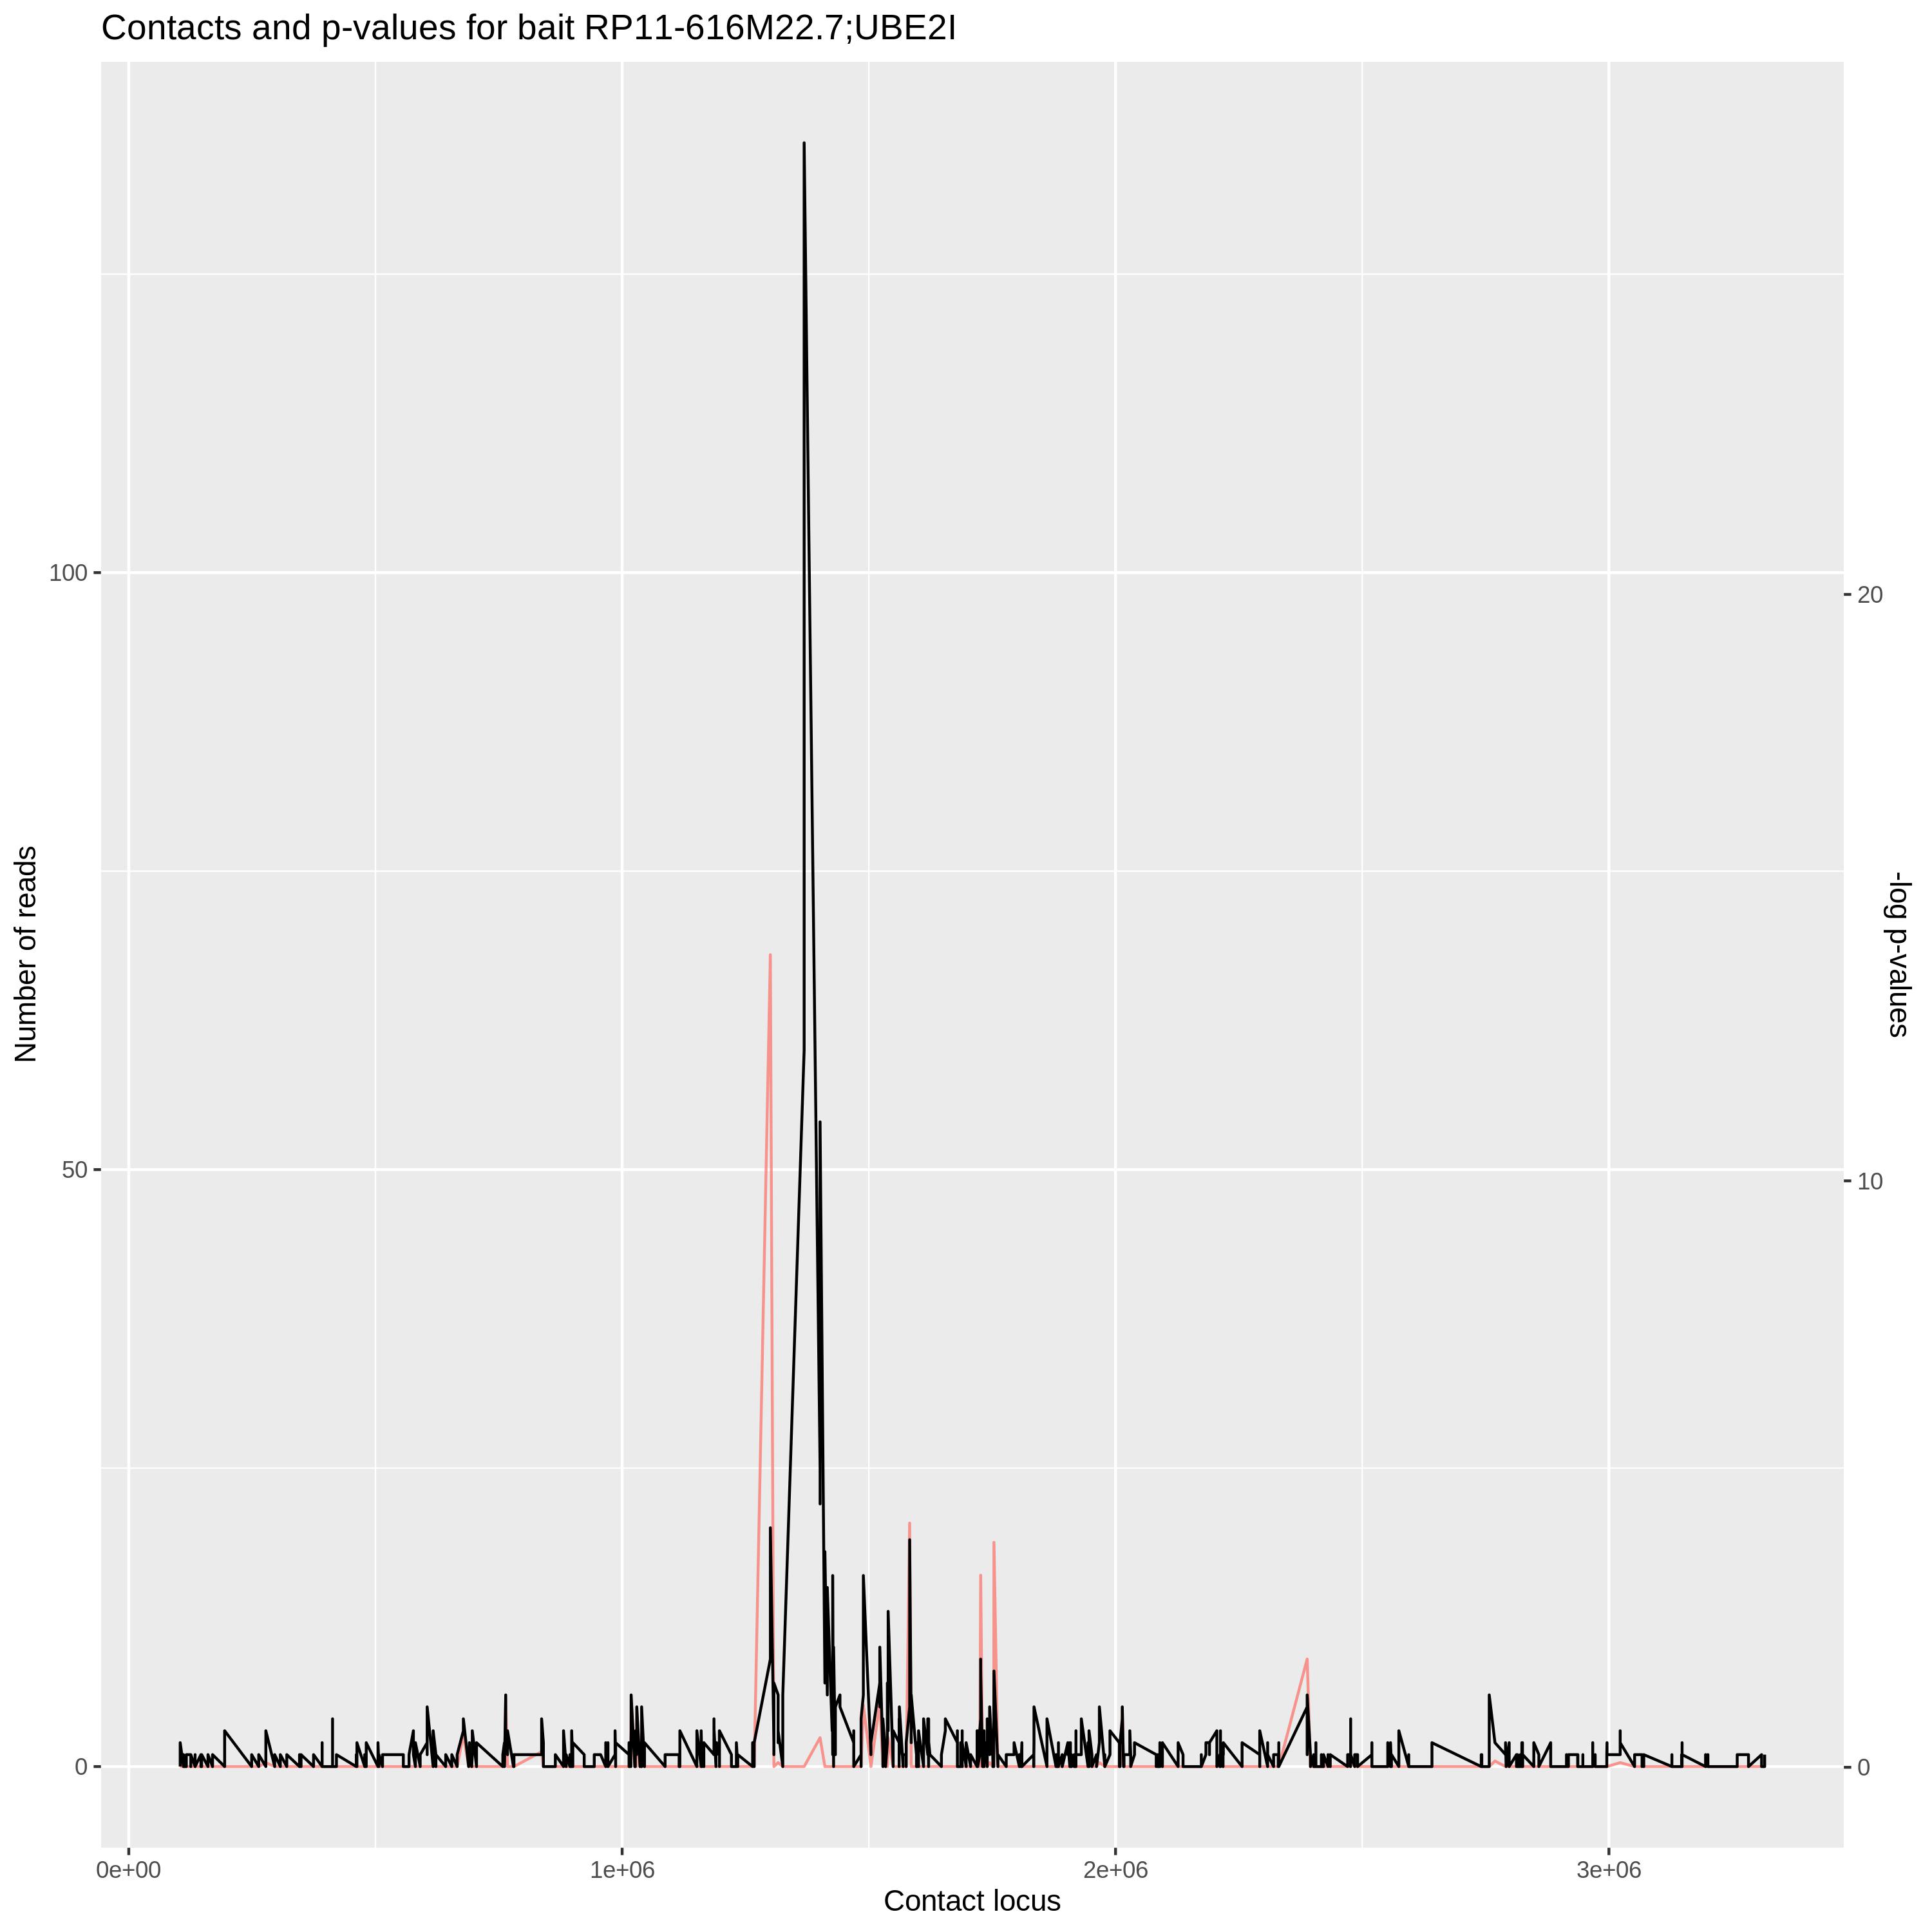 Contacts and p-values for bait RP11-616M22.7;UBE2I
Number of reads
100
50
0
20
10
0
-log p-values
0e+00 1e+06 2e+06 3e+06
Contact locus